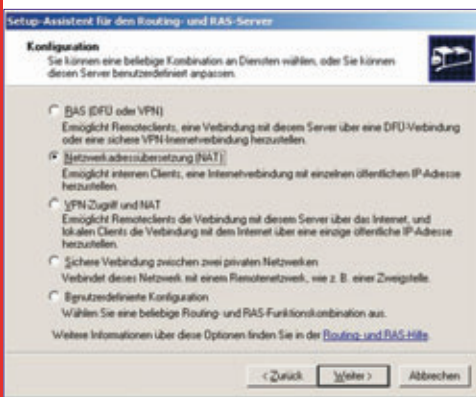 Setup-Assistent für den Routing- und RAS-Server
Konfiguration
Sie können eine beliebige Kombination an Diensten wählen, oder Sie können
diesen Server benutzerdefiniert anpassen.
RAS (DFÜ oder VPN)
Ermöglicht Remoteclients, eine Verbindung mit diesem Server über eine DFÜ-Verbindung
oder eine sichere VPN-Internetverbindung herzustellen.
Netzwerkadressübersetzung (NAT)
Ermöglicht internen Clients, eine Internetverbindung mit einzelnen öffentlichen IP-Adresse
herzustellen.
VPN-Zugriff und NAT
Ermöglicht Remoteclients die Verbindung mit diesem Server über das Internet, und
lokalen Clients die Verbindung mit dem Internet über eine einzige öffentliche IP-Adresse
herzustellen.
Sichere Verbindung zwischen zwei privaten Netzwerken
Verbindet dieses Netzwerk mit einem Remotenetzwerk, wie z. B. einer Zweigstelle.
Benutzerdefinierte Konfiguration
Wählen Sie eine beliebige Routing- und RAS-Funktionskombination aus.
Weitere Informationen über diese Optionen finden Sie in der Routing- und RAS-Hilfe.
< Zurück Weiter > Abbrechen